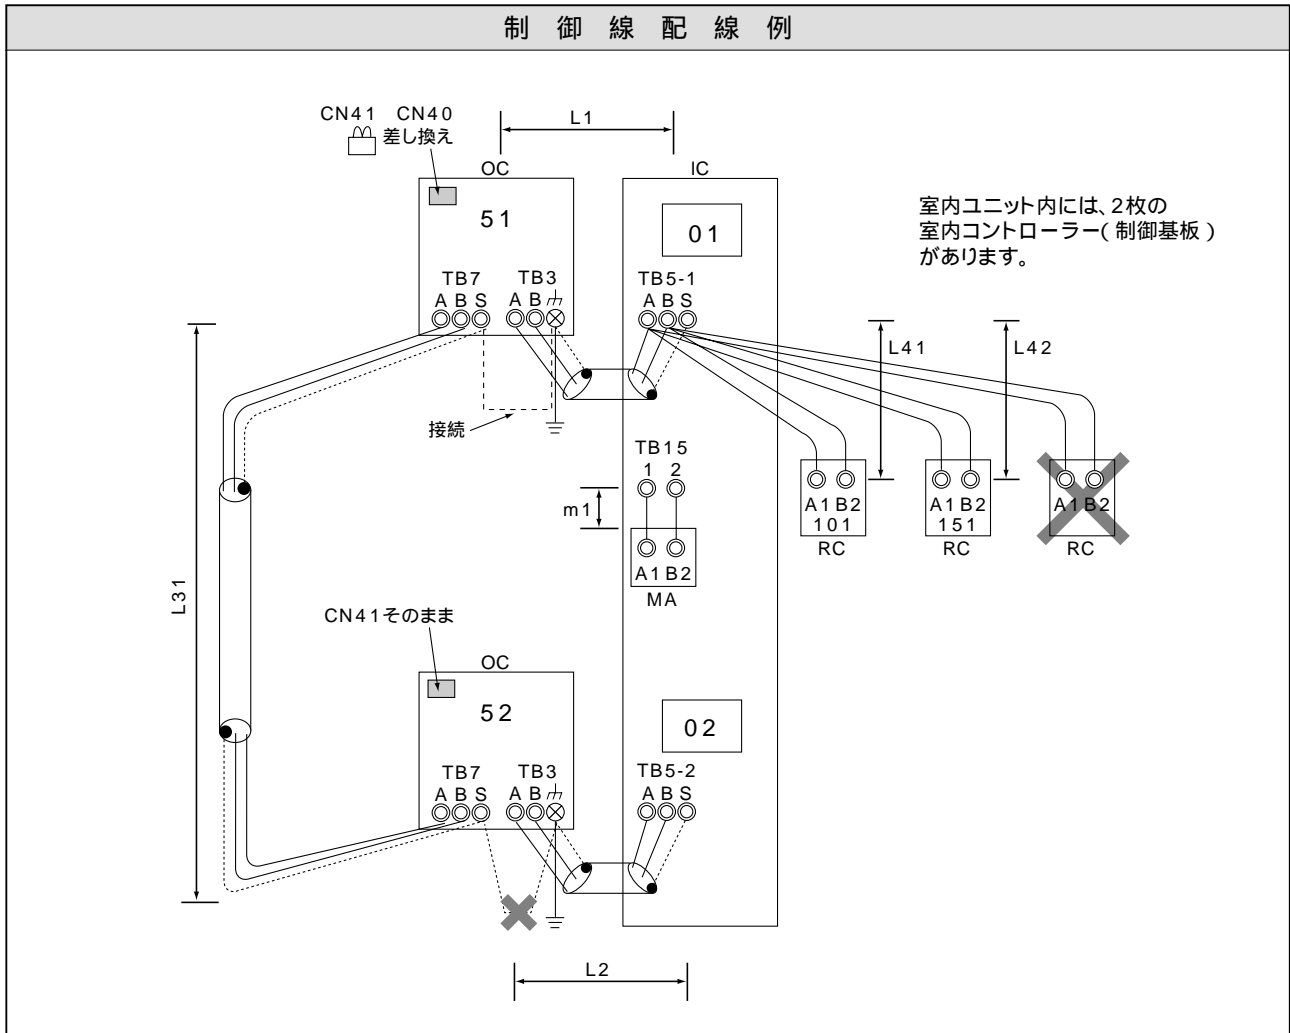 制御線配線例
CN41 CN40
差し換え
L1
OC
IC
51
01
室内ユニット内には、2枚の
室内コントローラー(制御基板)
があります。
TB7
TB3
TB5-1
A B S
A B
A B S
L41
L42
接続
TB15
1 2
m1
A1 B2
MA
A1 B2
101
RC
A1 B2
151
RC
A1 B2
RC
L31
CN41そのまま
OC
52
02
TB7
TB3
TB5-2
A B S
A B
A B S
L2